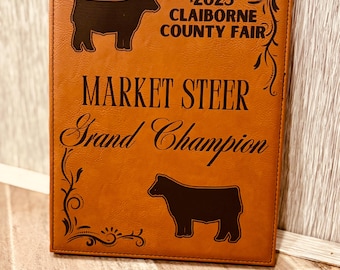 2025
CLAIBORNE
COUNTY FAIR
MARKET STEER
Grand Champion